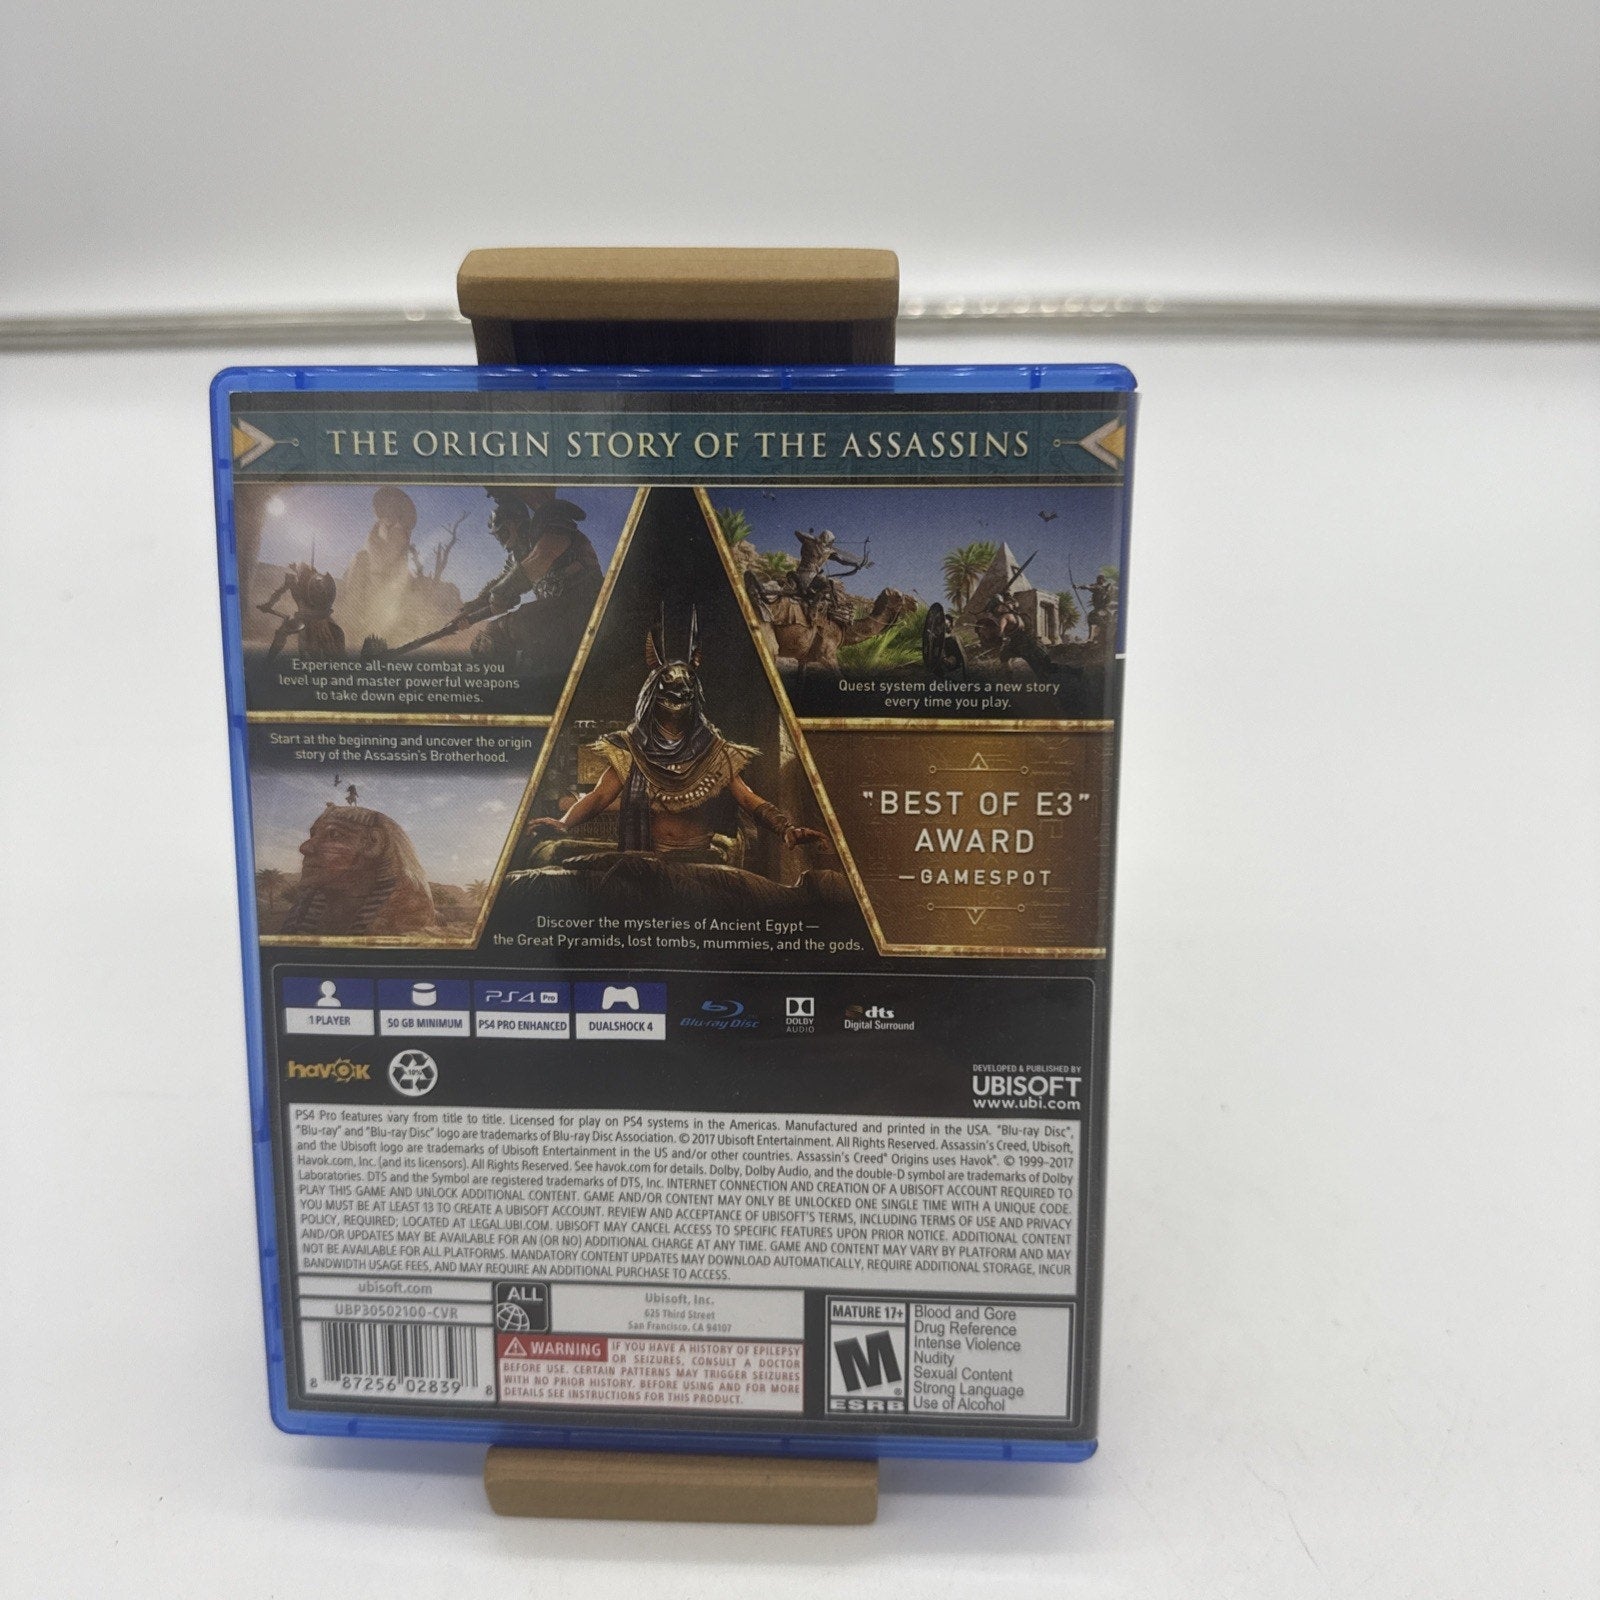 THE ORIGIN STORY OF THE ASSASSINS
Experience all-new combat as you
level up and master powerful weapons
to take down epic enemies.
Quest system delivers a new story
every time you play.
Start at the beginning and uncover the origin
story of the Assassin's Brotherhood.
"BEST OF E3"
AWARD
—GAMESPOT
Discover the mysteries of Ancient Egypt—
the Great Pyramids, lost tombs, mummies, and the gods.
PS4 Pro
1 PLAYER
50 GB MINIMUM
PS4 PRO ENHANCED
DUALSHOCK 4
Blu-ray Disc
DOLBY
AUDIO
dts
Digital Surround
havok
10%
DEVELOPED & PUBLISHED BY
UBISOFT
www.ubi.com
PS4 Pro features vary from title to title. Licensed for play on PS4 systems in the Americas. Manufactured and printed in the USA. "Blu-ray Disc",
"Blu-ray" and "Blu-ray Disc" logo are trademarks of Blu-ray Disc Association. © 2017 Ubisoft Entertainment. All Rights Reserved. Assassin's Creed, Ubisoft,
and the Ubisoft logo are trademarks of Ubisoft Entertainment in the US and/or other countries. Assassin's Creed® Origins uses Havok®. © 1999–2017
Havok.com, Inc. (and its licensors). All Rights Reserved. See havok.com for details. Dolby, Dolby Audio, and the double-D symbol are trademarks of Dolby
Laboratories. DTS and the Symbol are registered trademarks of DTS, Inc. INTERNET CONNECTION AND CREATION OF A UBISOFT ACCOUNT REQUIRED TO
PLAY THIS GAME AND UNLOCK ADDITIONAL CONTENT. GAME AND/OR CONTENT MAY ONLY BE UNLOCKED ONE SINGLE TIME WITH A UNIQUE CODE.
YOU MUST BE AT LEAST 13 TO CREATE A UBISOFT ACCOUNT. REVIEW AND ACCEPTANCE OF UBISOFT'S TERMS, INCLUDING TERMS OF USE AND PRIVACY
POLICY, REQUIRED; LOCATED AT LEGAL.UBI.COM. UBISOFT MAY CANCEL ACCESS TO SPECIFIC FEATURES UPON PRIOR NOTICE. ADDITIONAL CONTENT
AND/OR UPDATES MAY BE AVAILABLE FOR AN (OR NO) ADDITIONAL CHARGE AT ANY TIME. GAME AND CONTENT MAY VARY BY PLATFORM AND MAY
NOT BE AVAILABLE FOR ALL PLATFORMS. MANDATORY CONTENT UPDATES MAY DOWNLOAD AUTOMATICALLY, REQUIRE ADDITIONAL STORAGE, INCUR
BANDWIDTH USAGE FEES, AND MAY REQUIRE AN ADDITIONAL PURCHASE TO ACCESS.
ubisoft.com
UBP30502100-CVR
8 87256 02839 8
ALL
Ubisoft, Inc.
625 Third Street
San Francisco, CA 94107
WARNING IF YOU HAVE A HISTORY OF EPILEPSY
OR SEIZURES, CONSULT A DOCTOR
BEFORE USE. CERTAIN PATTERNS MAY TRIGGER SEIZURES
WITH NO PRIOR HISTORY. BEFORE USING AND FOR MORE
DETAILS SEE INSTRUCTIONS FOR THIS PRODUCT.
MATURE 17+
M
®
ESRB
Blood and Gore
Drug Reference
Intense Violence
Nudity
Sexual Content
Strong Language
Use of Alcohol